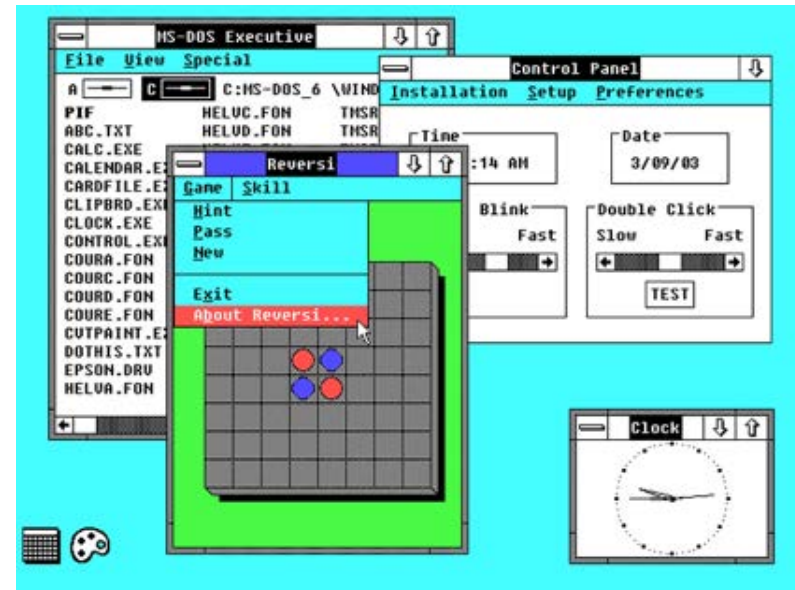 MS-DOS Executive
File View Special
A C C:MS-DOS_6 \WIND
PIF HELVC.FON TMSR
ABC.TXT HELVD.FON TMSR
CALC.EXE
CALENDAR.E
CARDFILE.E
CLIPBRD.EX
CLOCK.EXE
CONTROL.EX
COURA.FON
COURC.FON
COURD.FON
COURE.FON
CVTPAINT.E
DOTHIS.TXT
EPSON.DRV
HELVA.FON
Control Panel
Installation Setup Preferences
Time Date
:14 AM 3/09/03
Blink Double Click
Fast Slow Fast
TEST
Reversi
Game Skill
Hint
Pass
New
Exit
About Reversi...
Clock